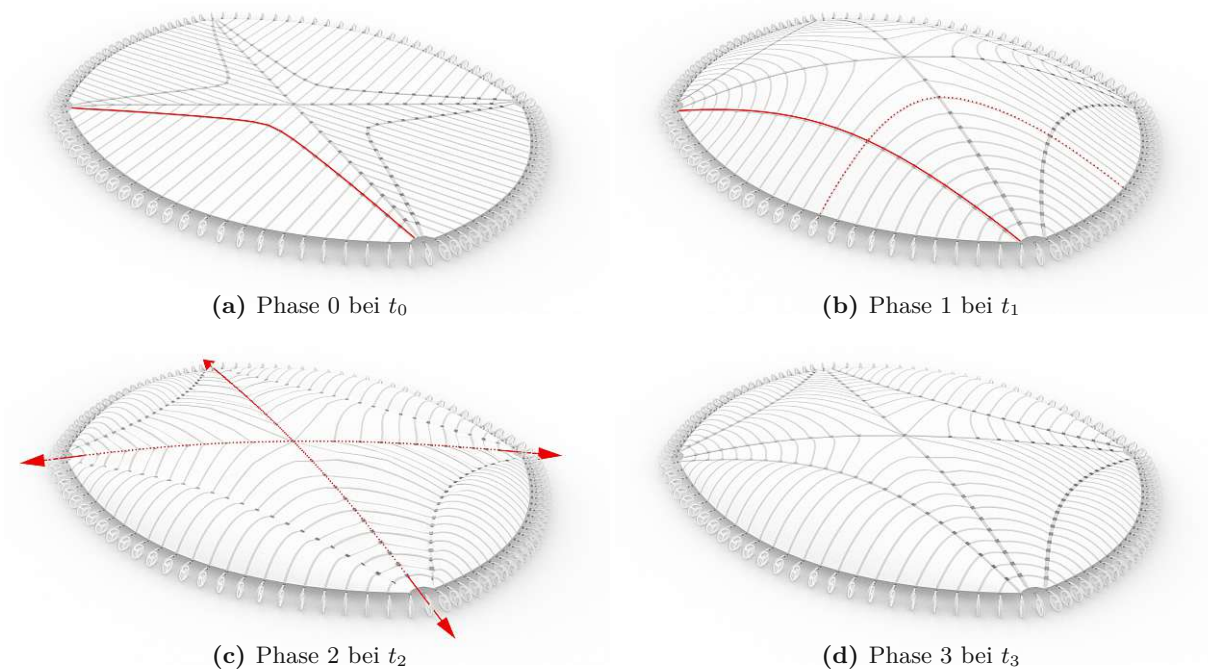 (a) Phase 0 bei t₀
(b) Phase 1 bei t₁
(c) Phase 2 bei t₂
(d) Phase 3 bei t₃